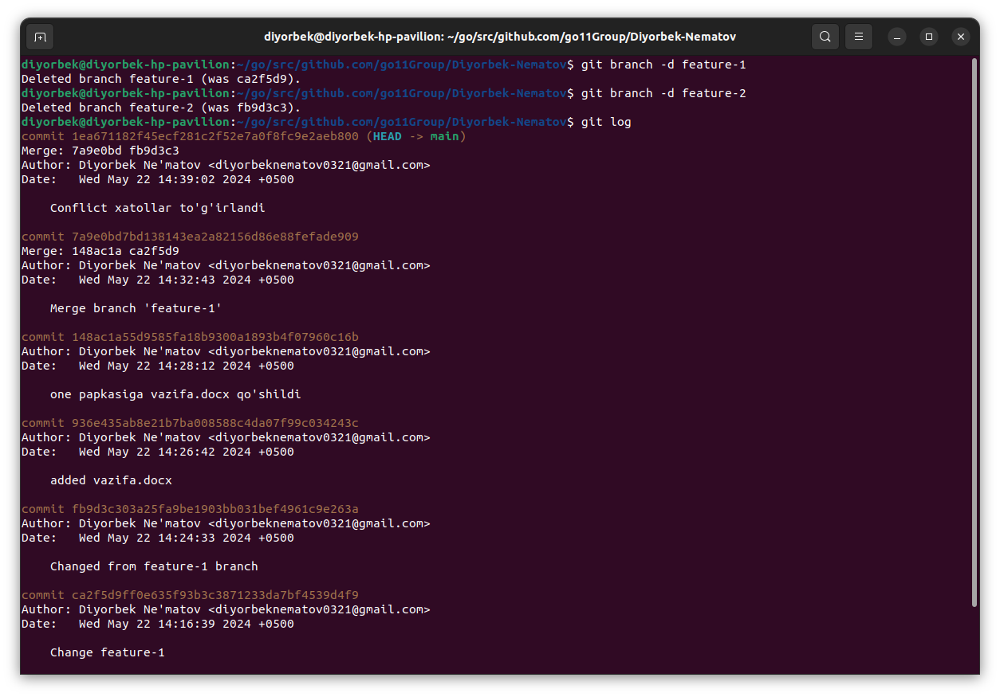 diyorbek@diyorbek-hp-pavilion: ~/go/src/github.com/go11Group/Diyorbek-Nematov
diyorbek@diyorbek-hp-pavilion:~/go/src/github.com/go11Group/Diyorbek-Nematov$ git branch -d feature-1
Deleted branch feature-1 (was ca2f5d9).
diyorbek@diyorbek-hp-pavilion:~/go/src/github.com/go11Group/Diyorbek-Nematov$ git branch -d feature-2
Deleted branch feature-2 (was fb9d3c3).
diyorbek@diyorbek-hp-pavilion:~/go/src/github.com/go11Group/Diyorbek-Nematov$ git log
commit 1ea671182f45ecf281c2f52e7a0f8fc9e2aeb800 (HEAD -> main)
Merge: 7a9e0bd fb9d3c3
Author: Diyorbek Ne'matov <diyorbeknematov0321@gmail.com>
Date:   Wed May 22 14:39:02 2024 +0500
    Conflict xatollar to'g'irlandi
commit 7a9e0bd7bd138143ea2a82156d86e88fefade909
Merge: 148ac1a ca2f5d9
Author: Diyorbek Ne'matov <diyorbeknematov0321@gmail.com>
Date:   Wed May 22 14:32:43 2024 +0500
    Merge branch 'feature-1'
commit 148ac1a55d9585fa18b9300a1893b4f07960c16b
Author: Diyorbek Ne'matov <diyorbeknematov0321@gmail.com>
Date:   Wed May 22 14:28:12 2024 +0500
    one papkasiga vazifa.docx qo'shildi
commit 936e435ab8e21b7ba008588c4da07f99c034243c
Author: Diyorbek Ne'matov <diyorbeknematov0321@gmail.com>
Date:   Wed May 22 14:26:42 2024 +0500
    added vazifa.docx
commit fb9d3c303a25fa9be1903bb031bef4961c9e263a
Author: Diyorbek Ne'matov <diyorbeknematov0321@gmail.com>
Date:   Wed May 22 14:24:33 2024 +0500
    Changed from feature-1 branch
commit ca2f5d9ff0e635f93b3c3871233da7bf4539d4f9
Author: Diyorbek Ne'matov <diyorbeknematov0321@gmail.com>
Date:   Wed May 22 14:16:39 2024 +0500
    Change feature-1